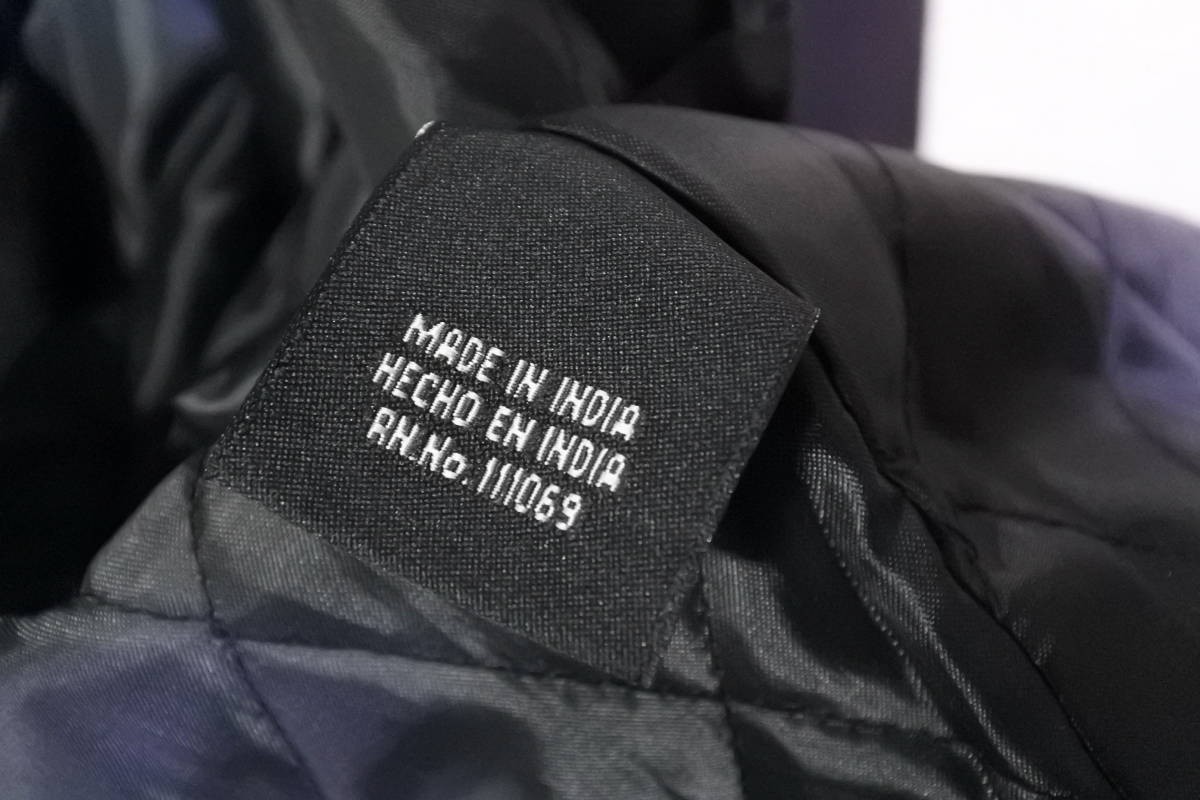 MADE IN INDIA
HECHO EN INDIA
RN.No.111069